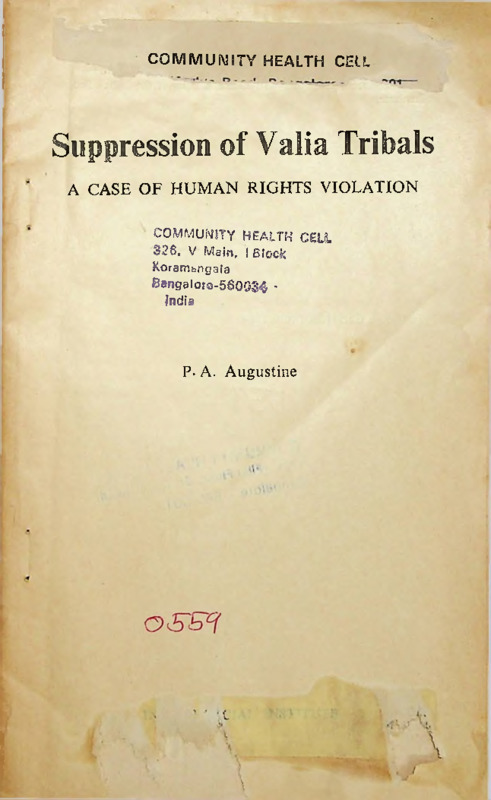 COMMUNITY HEALTH CELL
Suppression of Valia Tribals
A CASE OF HUMAN RIGHTS VIOLATION
COMMUNITY HEALTH CELL
326, V Main, I Block
Koramangala
Bangalore-560034
India
P. A. Augustine
0559